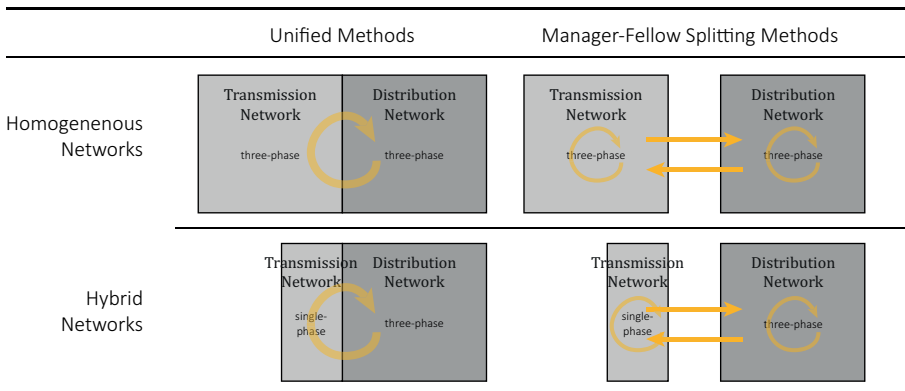 Unified Methods
Manager-Fellow Splitting Methods
Homogenenous
Networks
Transmission
Network
three-phase
Distribution
Network
three-phase
Transmission
Network
three-phase
Distribution
Network
three-phase
Hybrid
Networks
Transmission
Network
single-
phase
Distribution
Network
three-phase
Transmission
Network
single-
phase
Distribution
Network
three-phase